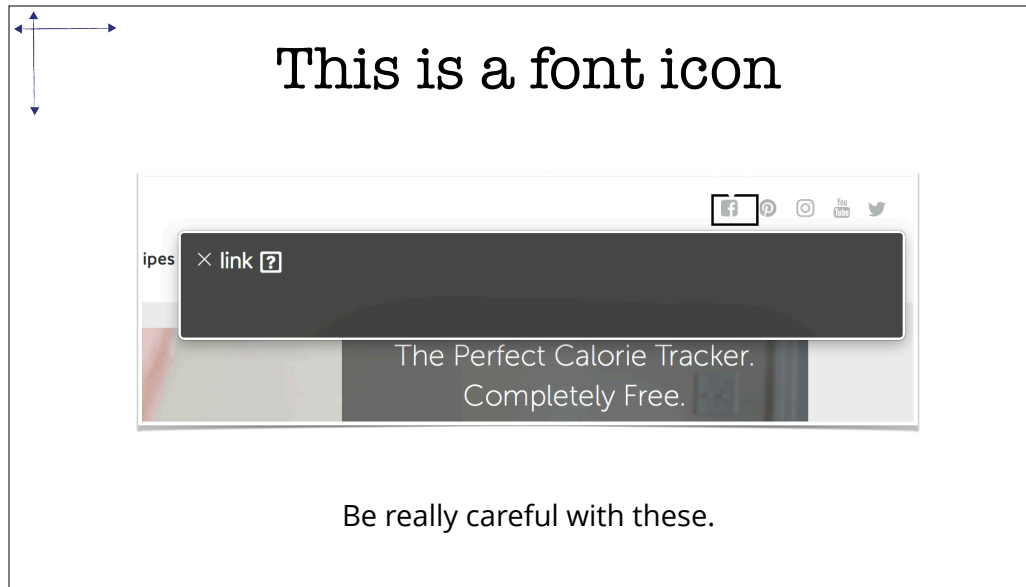 This is a font icon
You
Tube
ipes
× link ?
The Perfect Calorie Tracker.
Completely Free.
Be really careful with these.